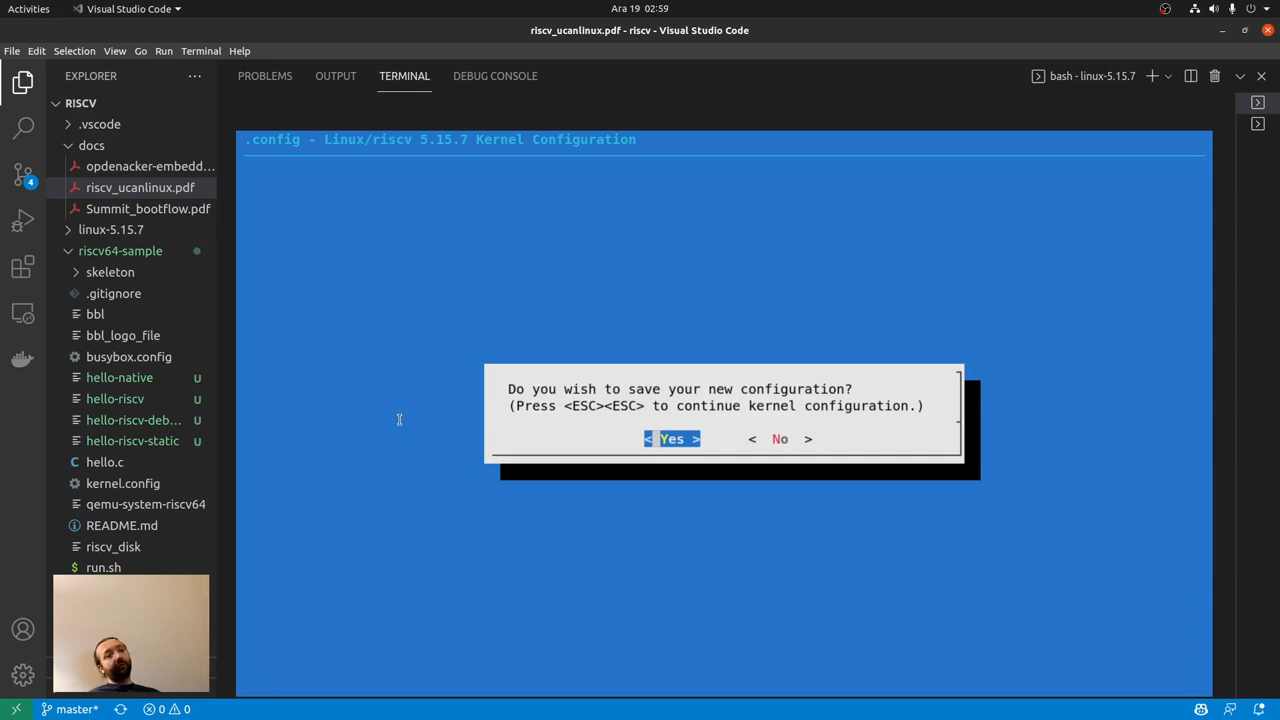 Activities
Visual Studio Code
Ara 19 02:59
riscv_ucanlinux.pdf - riscv - Visual Studio Code
File Edit Selection View Go Run Terminal Help
EXPLORER
PROBLEMS OUTPUT TERMINAL DEBUG CONSOLE
bash - linux-5.15.7
RISCV
.vscode
docs
opdenacker-embedd...
riscv_ucanlinux.pdf
Summit_bootflow.pdf
linux-5.15.7
riscv64-sample
skeleton
.gitignore
bbl
bbl_logo_file
busybox.config
hello-native U
hello-riscv U
hello-riscv-deb... U
hello-riscv-static U
hello.c
kernel.config
qemu-system-riscv64
README.md
riscv_disk
run.sh
4
.config - Linux/riscv 5.15.7 Kernel Configuration
Do you wish to save your new configuration?
(Press <ESC><ESC> to continue kernel configuration.)
< Yes > < No >
master* 0 0